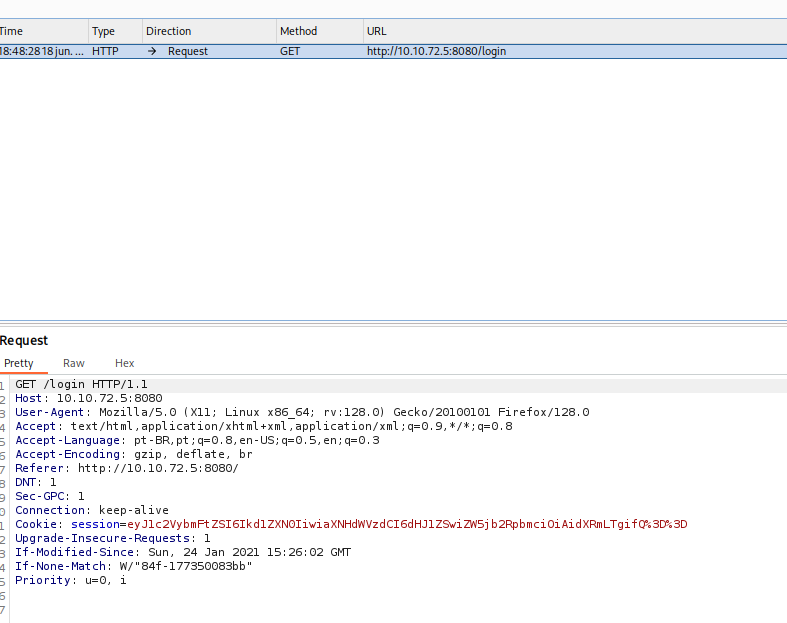 Time Type Direction Method URL
18:48:28 18 jun. ... HTTP → Request GET http://10.10.72.5:8080/login
Request
Pretty Raw Hex
1 GET /login HTTP/1.1
2 Host: 10.10.72.5:8080
3 User-Agent: Mozilla/5.0 (X11; Linux x86_64; rv:128.0) Gecko/20100101 Firefox/128.0
4 Accept: text/html,application/xhtml+xml,application/xml;q=0.9,*/*;q=0.8
5 Accept-Language: pt-BR,pt;q=0.8,en-US;q=0.5,en;q=0.3
6 Accept-Encoding: gzip, deflate, br
7 Referer: http://10.10.72.5:8080/
8 DNT: 1
9 Sec-GPC: 1
0 Connection: keep-alive
1 Cookie: session=eyJ1c2VybmFtZSI6Ikd1ZXN0IiwiaXNHdWVzdCI6dHJ1ZSwiZW5jb2RpbmciOiAidXRmLTgifQ%3D%3D
2 Upgrade-Insecure-Requests: 1
3 If-Modified-Since: Sun, 24 Jan 2021 15:26:02 GMT
4 If-None-Match: W/"84f-177350083bb"
5 Priority: u=0, i
6
7